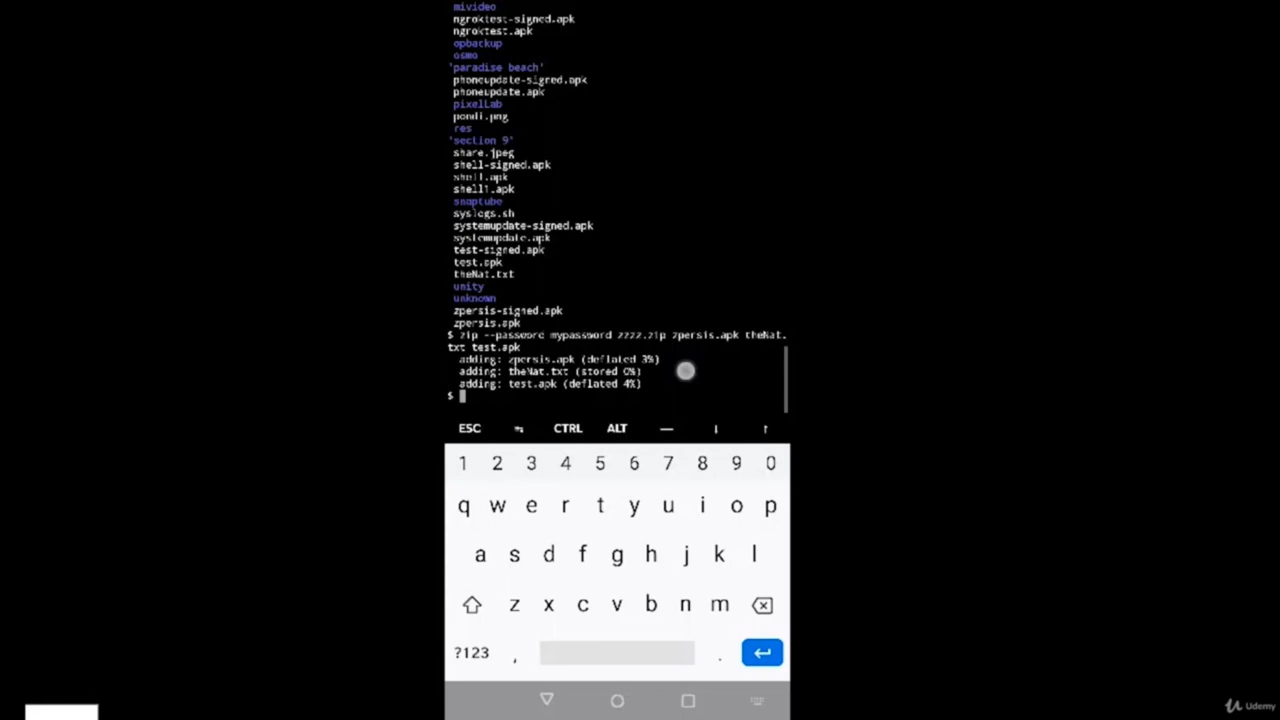 mivideo
ngroktest-signed.apk
ngroktest.apk
opbackup
osmo
'paradise beach'
phoneupdate-signed.apk
phoneupdate.apk
pixelLab
pondi.png
res
'section 9'
share.jpeg
shell-signed.apk
shell.apk
shell1.apk
snaptube
syslogs.sh
systemupdate-signed.apk
systemupdate.apk
test-signed.apk
test.apk
theNat.txt
unity
unknown
zpersis-signed.apk
zpersis.apk
$ zip --password mypassword zzzz.zip zpersis.apk theNat.
txt test.apk
adding: zpersis.apk (deflated 3%)
adding: theNat.txt (stored 0%)
adding: test.apk (deflated 4%)
$
ESC CTRL ALT — ↓ ↑
1 2 3 4 5 6 7 8 9 0
q w e r t y u i o p
a s d f g h j k l
z x c v b n m
?123 , .
Udemy